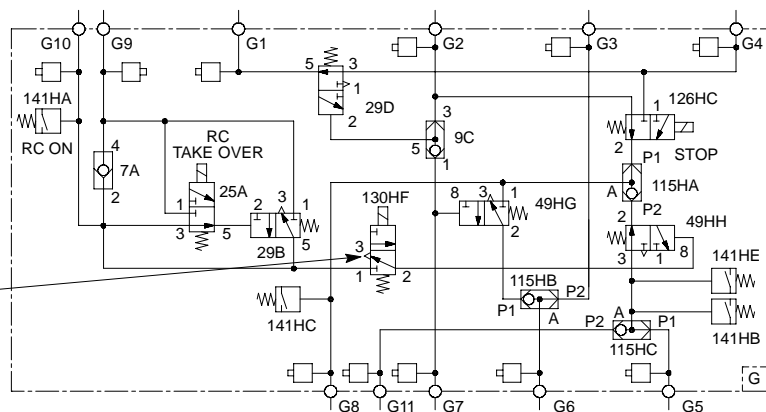 G10 G9 G1 G2 G3 G4
5 3
1
29D
2
141HA
RC ON
4
7A
2
RC
TAKE OVER
25A
1
3 5
2 3 1
29B
5
3
9C
5
1
126HC
1
2
STOP
P1
A
115HA
P2
130HF
3
1 2
8 3 1
49HG
2
2
49HH
3 1 8
141HC
115HB
P1 P2
A
141HE
141HB
P2 A P1
115HC
G
G8 G11 G7 G6 G5